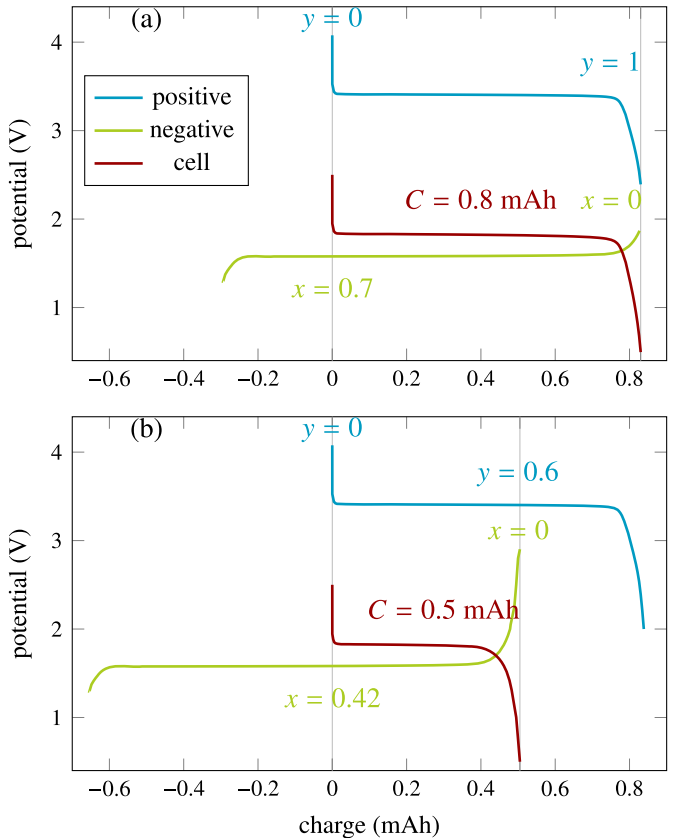 (a)
y = 0
y = 1
positive
negative
cell
C = 0.8 mAh
x = 0
x = 0.7
potential (V)
4
3
2
1
−0.6 −0.4 −0.2 0 0.2 0.4 0.6 0.8
(b)
y = 0
y = 0.6
x = 0
C = 0.5 mAh
x = 0.42
potential (V)
4
3
2
1
−0.6 −0.4 −0.2 0 0.2 0.4 0.6 0.8
charge (mAh)